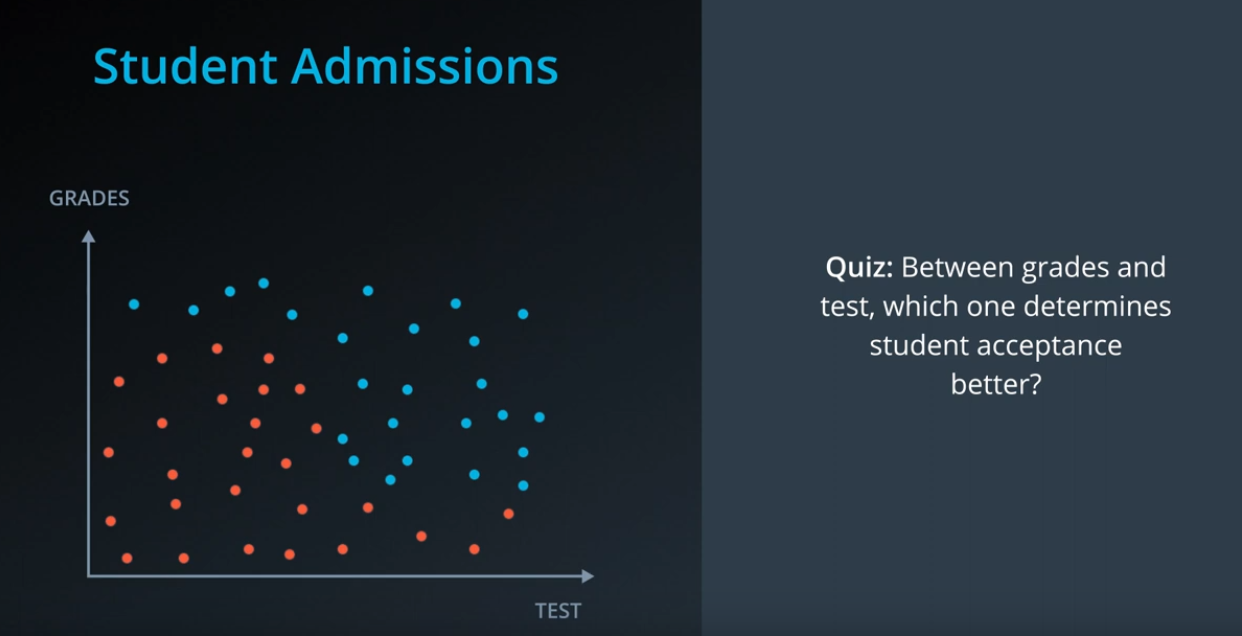 Student Admissions
GRADES
TEST
Quiz: Between grades and
test, which one determines
student acceptance
better?